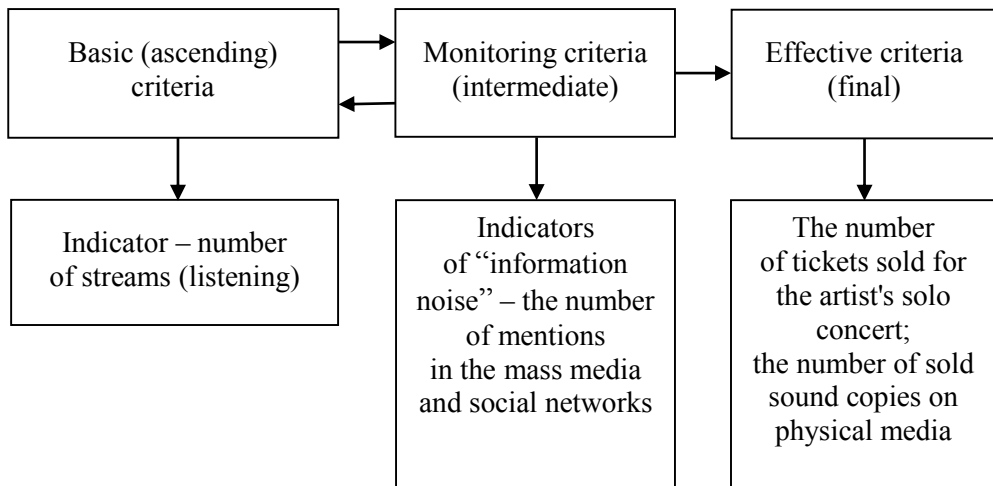 Basic (ascending)
criteria
Monitoring criteria
(intermediate)
Effective criteria
(final)
Indicator – number
of streams (listening)
Indicators
of “information
noise” – the number
of mentions
in the mass media
and social networks
The number
of tickets sold for
the artist's solo
concert;
the number of sold
sound copies on
physical media